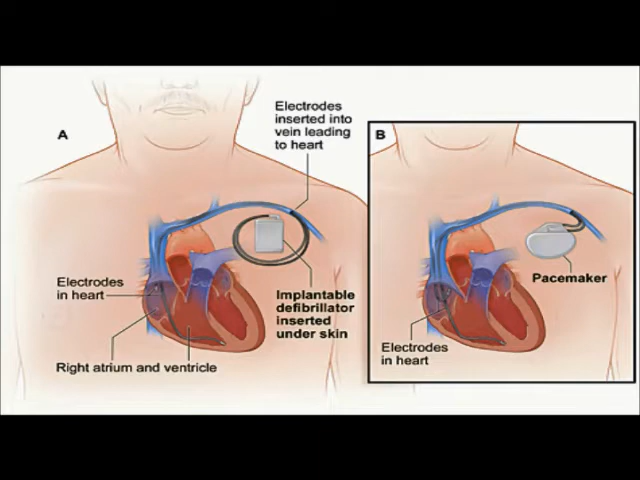 A
Electrodes
inserted into
vein leading
to heart
Electrodes
in heart
Implantable
defibrillator
inserted
under skin
Right atrium and ventricle
B
Pacemaker
Electrodes
in heart